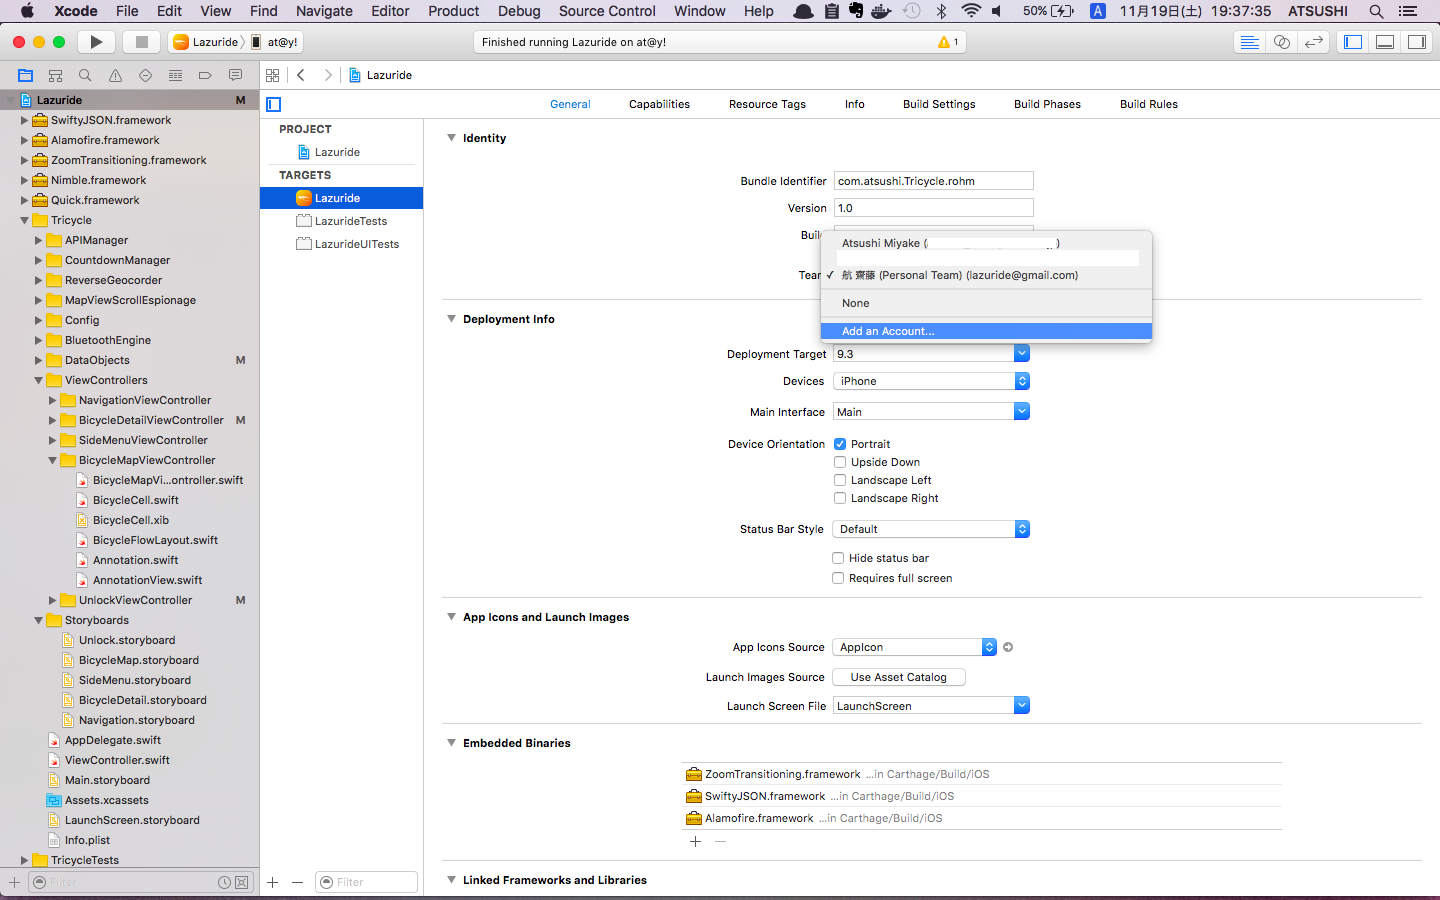 Xcode File Edit View Find Navigate Editor Product Debug Source Control Window Help 50% A 11月19日(土) 19:37:35 ATSUSHI
Lazuride at@y! Finished running Lazuride on at@y! 1
Lazuride
Lazuride M
SwiftyJSON.framework
Alamofire.framework
ZoomTransitioning.framework
Nimble.framework
Quick.framework
Tricycle
APIManager
CountdownManager
ReverseGeocorder
MapViewScrollEspionage
Config
BluetoothEngine
DataObjects M
ViewControllers
NavigationViewController
BicycleDetailViewController M
SideMenuViewController
BicycleMapViewController
BicycleMapVi...ontroller.swift
BicycleCell.swift
BicycleCell.xib
BicycleFlowLayout.swift
Annotation.swift
AnnotationView.swift
UnlockViewController M
Storyboards
Unlock.storyboard
BicycleMap.storyboard
SideMenu.storyboard
BicycleDetail.storyboard
Navigation.storyboard
AppDelegate.swift
ViewController.swift
Main.storyboard
Assets.xcassets
LaunchScreen.storyboard
Info.plist
TricycleTests
Filter
General Capabilities Resource Tags Info Build Settings Build Phases Build Rules
PROJECT
Lazuride
TARGETS
Lazuride
LazurideTests
LazurideUITests
Filter
Identity
Bundle Identifier com.atsushi.Tricycle.rohm
Version 1.0
Build
Team
Atsushi Miyake ( )
✓ 航 齋藤 (Personal Team) (lazuride@gmail.com)
None
Add an Account...
Deployment Info
Deployment Target 9.3
Devices iPhone
Main Interface Main
Device Orientation Portrait
Upside Down
Landscape Left
Landscape Right
Status Bar Style Default
Hide status bar
Requires full screen
App Icons and Launch Images
App Icons Source AppIcon
Launch Images Source Use Asset Catalog
Launch Screen File LaunchScreen
Embedded Binaries
ZoomTransitioning.framework ...in Carthage/Build/iOS
SwiftyJSON.framework ...in Carthage/Build/iOS
Alamofire.framework ...in Carthage/Build/iOS
Linked Frameworks and Libraries